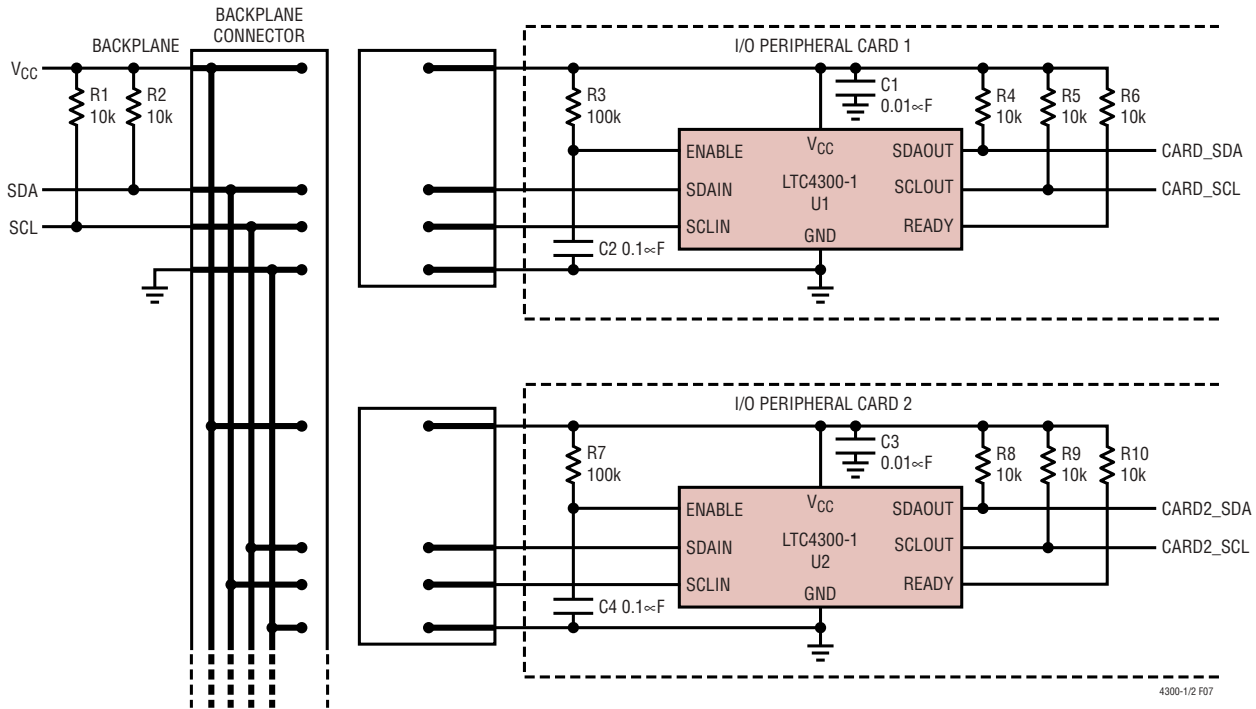 BACKPLANE
CONNECTOR
BACKPLANE
VCC
R1
10k
R2
10k
SDA
SCL
I/O PERIPHERAL CARD 1
R3
100k
C1
0.01∝F
R4
10k
R5
10k
R6
10k
ENABLE
VCC
SDAOUT
CARD_SDA
SDAIN
LTC4300-1
U1
SCLOUT
CARD_SCL
SCLIN
GND
READY
C2 0.1∝F
I/O PERIPHERAL CARD 2
R7
100k
C3
0.01∝F
R8
10k
R9
10k
R10
10k
ENABLE
VCC
SDAOUT
CARD2_SDA
SDAIN
LTC4300-1
U2
SCLOUT
CARD2_SCL
SCLIN
GND
READY
C4 0.1∝F
4300-1/2 F07